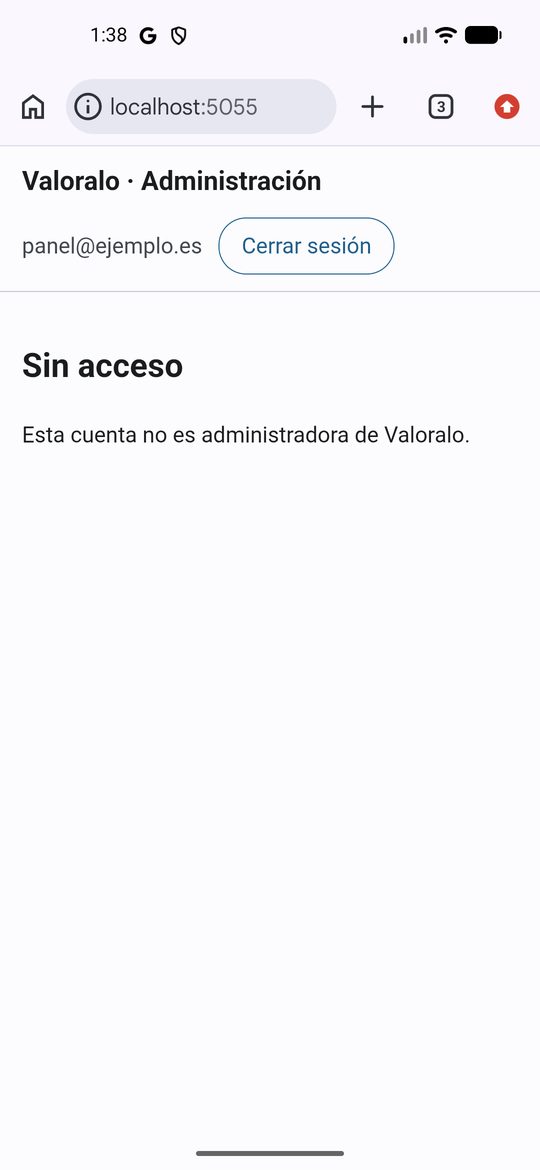 1:38
localhost:5055
3
Valoralo · Administración
panel@ejemplo.es
Cerrar sesión
Sin acceso
Esta cuenta no es administradora de Valoralo.